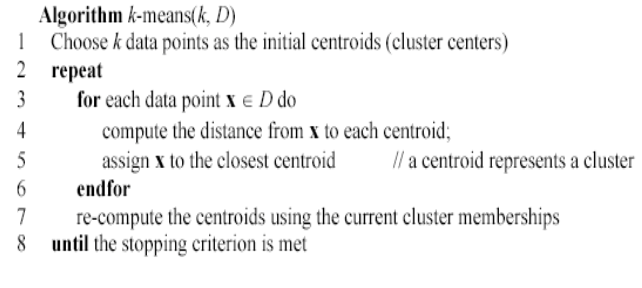 Algorithm k-means(k, D)
1 Choose k data points as the initial centroids (cluster centers)
2 repeat
3 for each data point x ∈ D do
4 compute the distance from x to each centroid;
5 assign x to the closest centroid // a centroid represents a cluster
6 endfor
7 re-compute the centroids using the current cluster memberships
8 until the stopping criterion is met